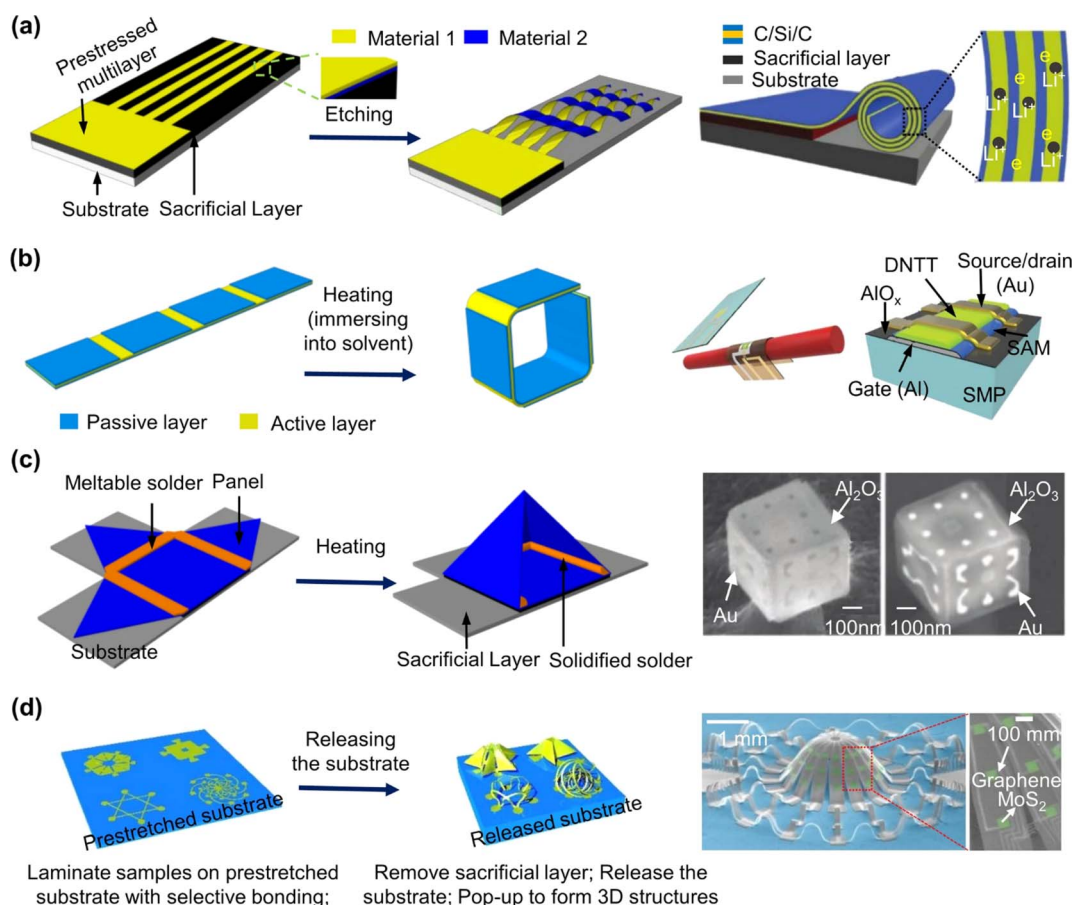 (a)
Prestressed
multilayer
Material 1
Material 2
Etching
Substrate
Sacrificial Layer
C/Si/C
Sacrificial layer
Substrate
e
Li⁺
Li⁺
Li⁺
e
Li⁺
Li⁺
e
(b)
Heating
(immersing
into solvent)
Passive layer
Active layer
DNTT
Source/drain
(Au)
AlOₓ
SAM
Gate (Al)
SMP
(c)
Meltable solder
Panel
Heating
Substrate
Sacrificial Layer
Solidified solder
Al₂O₃
Au
100nm
Al₂O₃
100nm
Au
(d)
Releasing
the substrate
Prestretched substrate
Released substrate
1 mm
100 mm
Graphene
MoS₂
Laminate samples on prestretched
substrate with selective bonding;
Remove sacrificial layer; Release the
substrate; Pop-up to form 3D structures